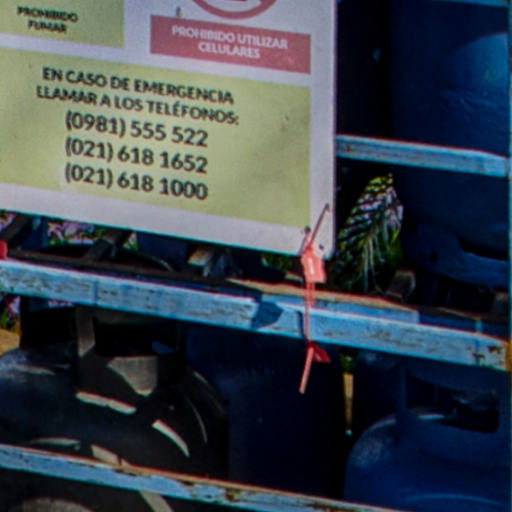 PROHIBIDO
FUMAR
PROHIBIDO UTILIZAR
CELULARES
EN CASO DE EMERGENCIA
LLAMAR A LOS TELÉFONOS:
(0981) 555 522
(021) 618 1652
(021) 618 1000